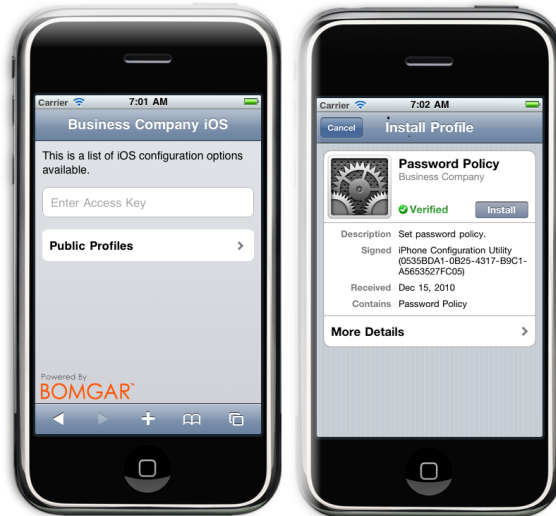 Carrier 7:01 AM
Business Company iOS
This is a list of iOS configuration options
available.
Enter Access Key
Public Profiles
Powered By
BOMGAR™
Carrier 7:02 AM
Cancel Install Profile
Password Policy
Business Company
Verified Install
Description Set password policy.
Signed iPhone Configuration Utility
(0535BDA1-0B25-4317-B9C1-
A5653527FC05)
Received Dec 15, 2010
Contains Password Policy
More Details